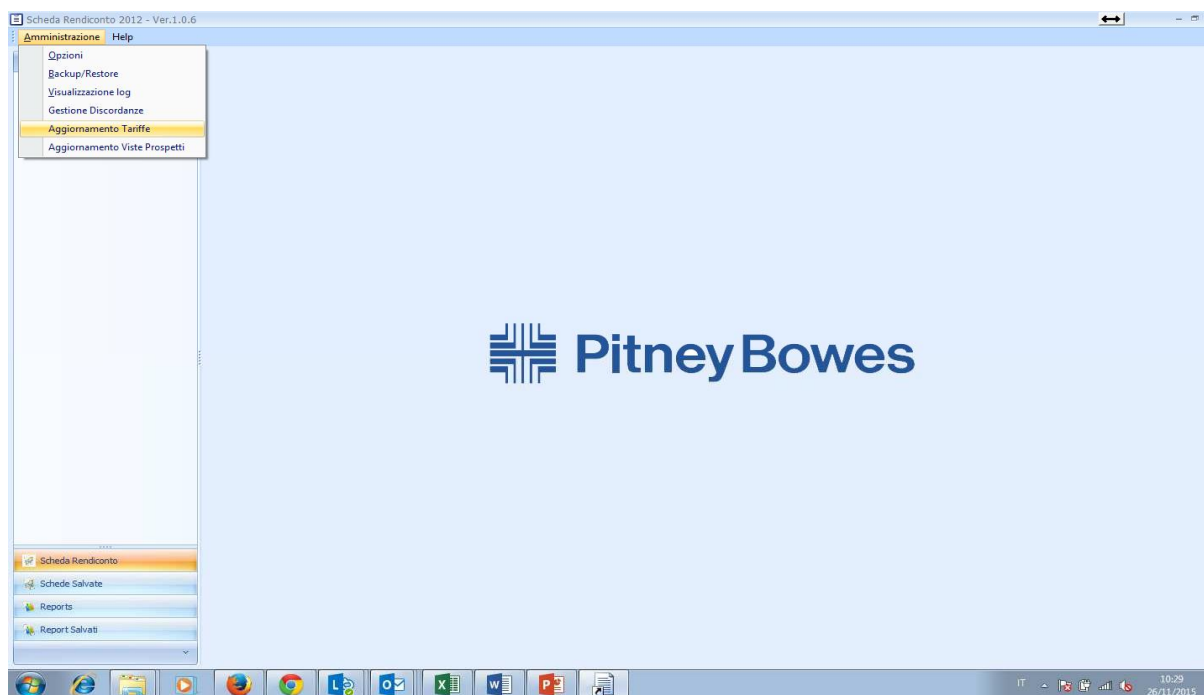 Scheda Rendiconto 2012 - Ver.1.0.6
Amministrazione Help
Opzioni
Backup/Restore
Visualizzazione log
Gestione Discordanze
Aggiornamento Tariffe
Aggiornamento Viste Prospetti
Pitney Bowes
Scheda Rendiconto
Schede Salvate
Reports
Report Salvati
IT
10:29
26/11/2015